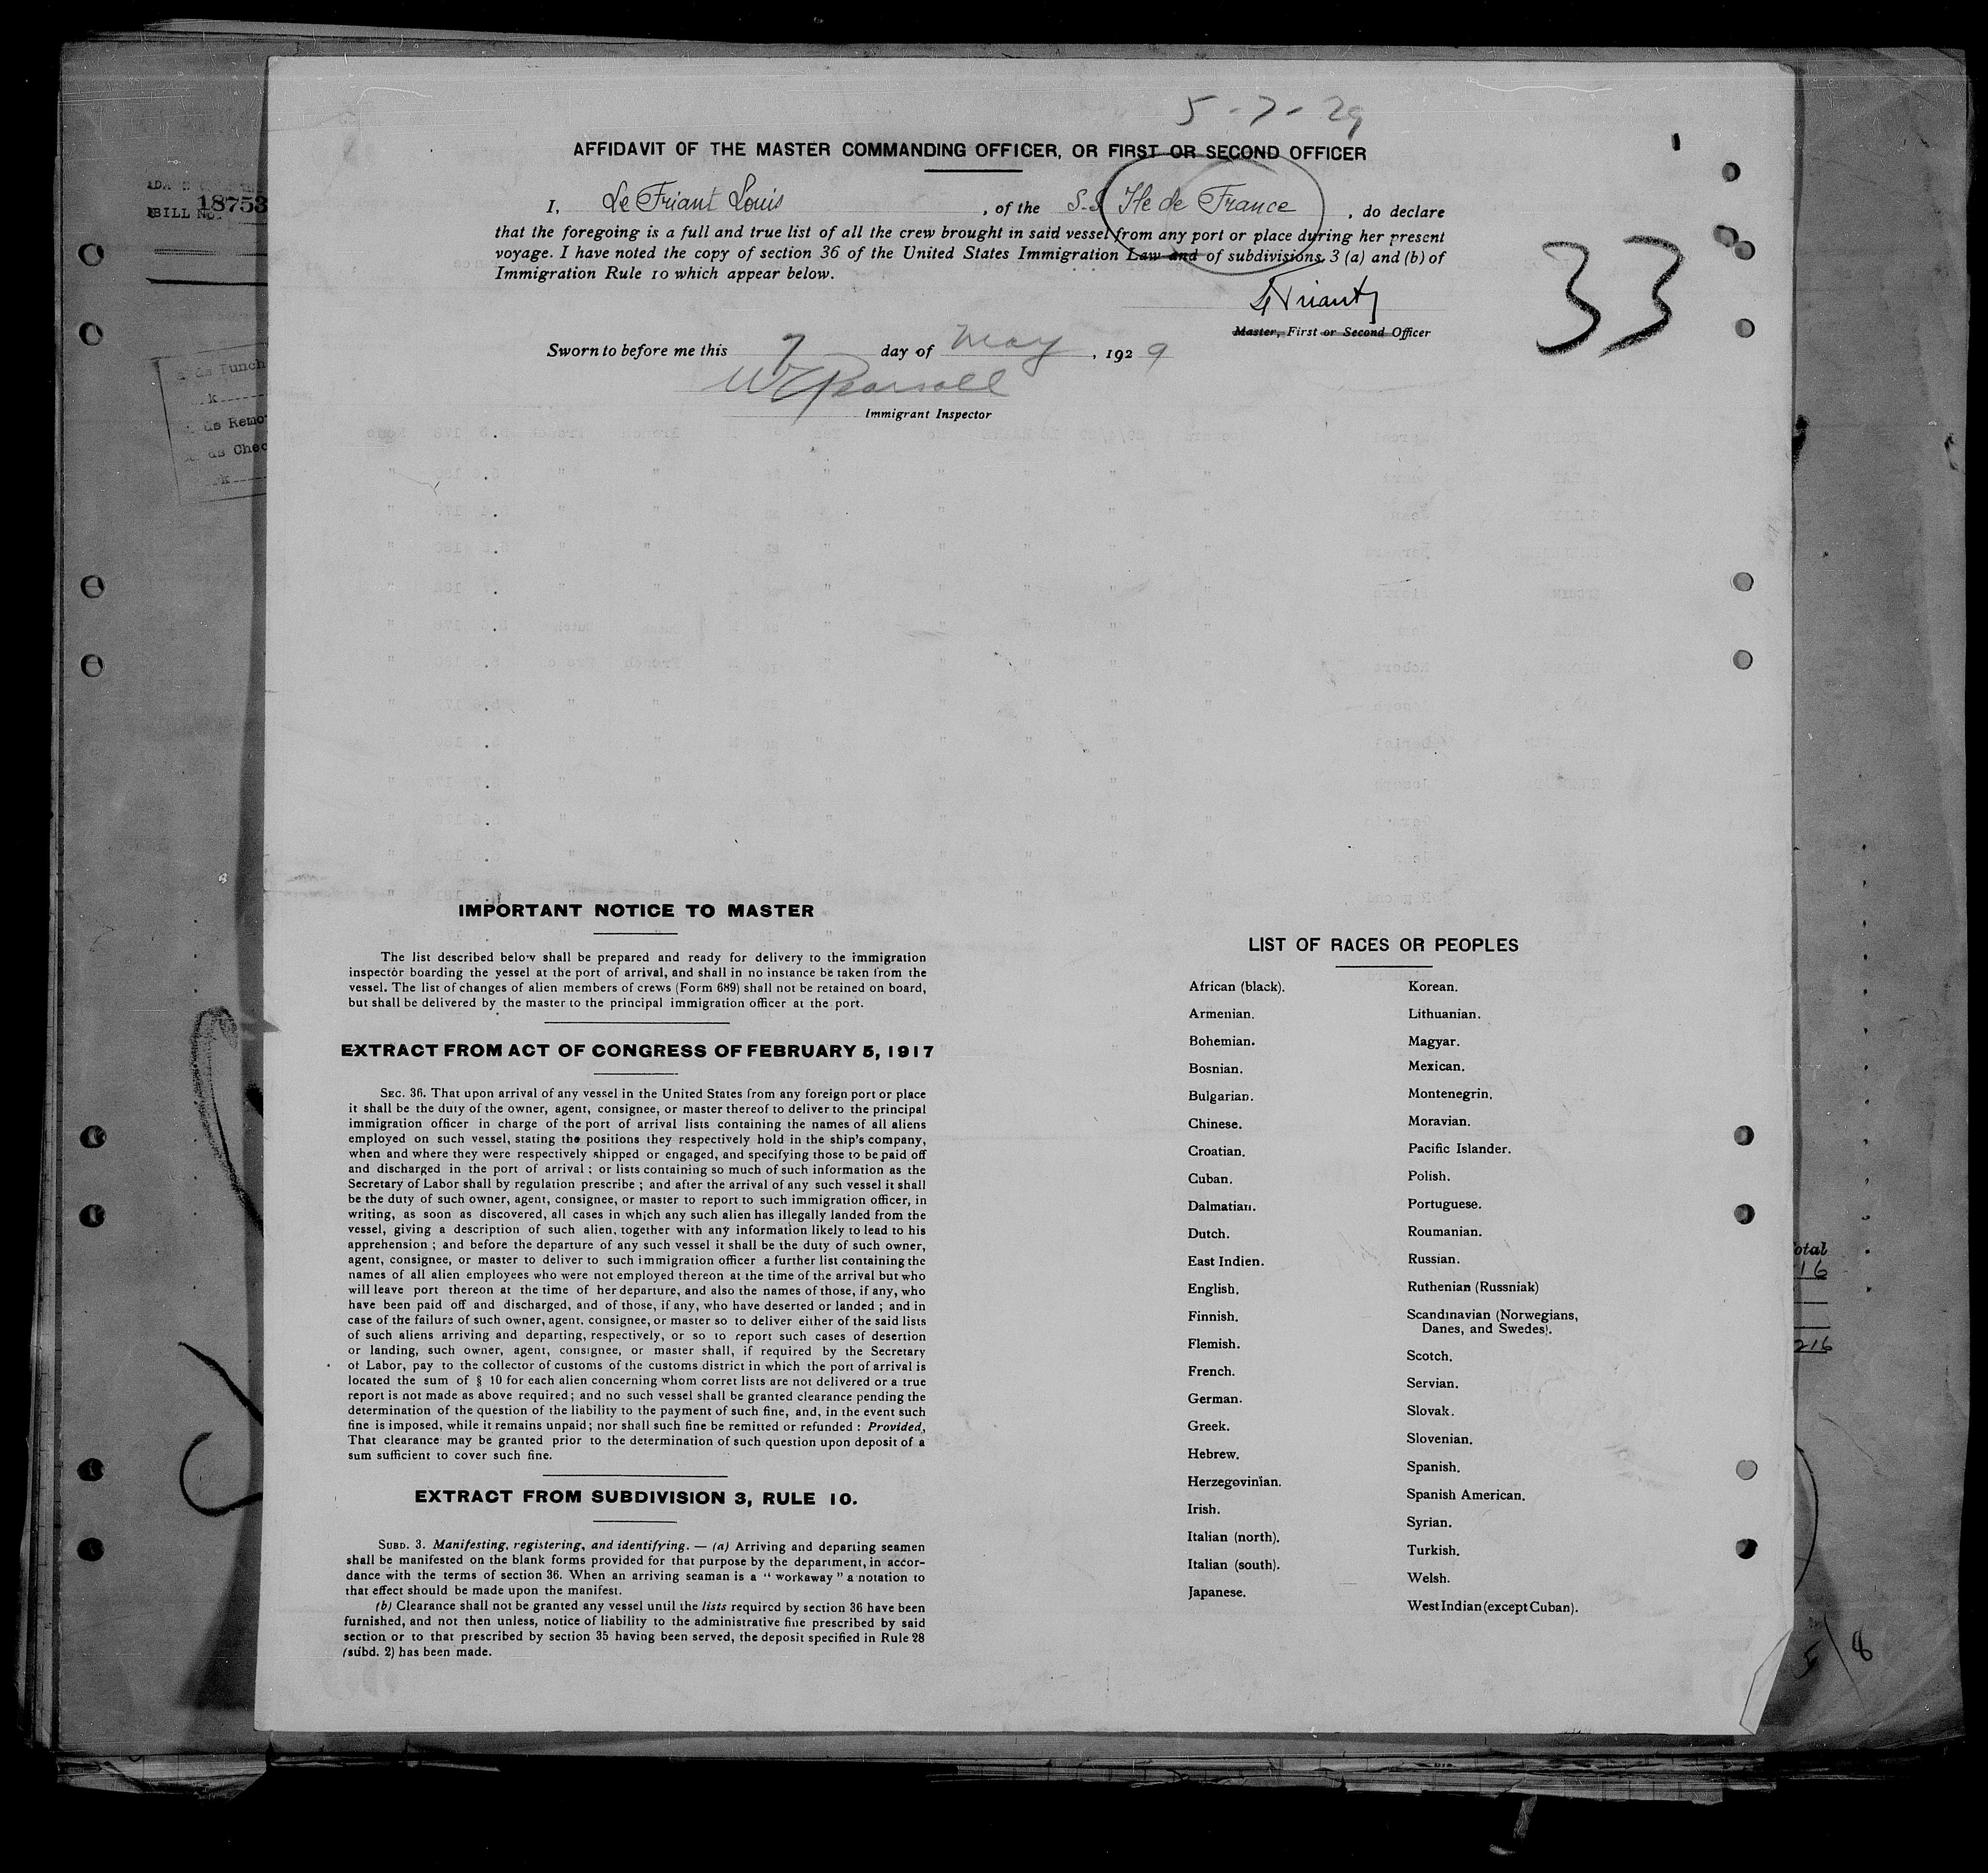 5-7-29
AFFIDAVIT OF THE MASTER COMMANDING OFFICER, OR FIRST OR SECOND OFFICER
I, Le Friant Louis , of the S.S Ile de France , do declare
that the foregoing is a full and true list of all the crew brought in said vessel from any port or place during her present
voyage. I have noted the copy of section 36 of the United States Immigration Law and of subdivisions 3 (a) and (b) of
Immigration Rule 10 which appear below.
33
Master, First or Second Officer
Sworn to before me this 7 day of May , 1929
Immigrant Inspector
BILL No. 18753
IMPORTANT NOTICE TO MASTER
The list described below shall be prepared and ready for delivery to the immigration
inspector boarding the vessel at the port of arrival, and shall in no instance be taken from the
vessel. The list of changes of alien members of crews (Form 689) shall not be retained on board,
but shall be delivered by the master to the principal immigration officer at the port.
EXTRACT FROM ACT OF CONGRESS OF FEBRUARY 5, 1917
SEC. 36. That upon arrival of any vessel in the United States from any foreign port or place
it shall be the duty of the owner, agent, consignee, or master thereof to deliver to the principal
immigration officer in charge of the port of arrival lists containing the names of all aliens
employed on such vessel, stating the positions they respectively hold in the ship's company,
when and where they were respectively shipped or engaged, and specifying those to be paid off
and discharged in the port of arrival ; or lists containing so much of such information as the
Secretary of Labor shall by regulation prescribe ; and after the arrival of any such vessel it shall
be the duty of such owner, agent, consignee, or master to report to such immigration officer, in
writing, as soon as discovered, all cases in which any such alien has illegally landed from the
vessel, giving a description of such alien, together with any information likely to lead to his
apprehension ; and before the departure of any such vessel it shall be the duty of such owner,
agent, consignee, or master to deliver to such immigration officer a further list containing the
names of all alien employees who were not employed thereon at the time of the arrival but who
will leave port thereon at the time of her departure, and also the names of those, if any, who
have been paid off and discharged, and of those, if any, who have deserted or landed ; and in
case of the failure of such owner, agent, consignee, or master so to deliver either of the said lists
of such aliens arriving and departing, respectively, or so to report such cases of desertion
or landing, such owner, agent, consignee, or master shall, if required by the Secretary
of Labor, pay to the collector of customs of the customs district in which the port of arrival is
located the sum of § 10 for each alien concerning whom corret lists are not delivered or a true
report is not made as above required ; and no such vessel shall be granted clearance pending the
determination of the question of the liability to the payment of such fine, and, in the event such
fine is imposed, while it remains unpaid ; nor shall such fine be remitted or refunded : Provided,
That clearance may be granted prior to the determination of such question upon deposit of a
sum sufficient to cover such fine.
EXTRACT FROM SUBDIVISION 3, RULE 10.
SUBD. 3. Manifesting, registering, and identifying. — (a) Arriving and departing seamen
shall be manifested on the blank forms provided for that purpose by the department, in accor-
dance with the terms of section 36. When an arriving seaman is a " workaway " a notation to
that effect should be made upon the manifest.
(b) Clearance shall not be granted any vessel until the lists required by section 36 have been
furnished, and not then unless, notice of liability to the administrative fine prescribed by said
section or to that prescribed by section 35 having been served, the deposit specified in Rule 28
(subd. 2) has been made.
LIST OF RACES OR PEOPLES
African (black).
Armenian.
Bohemian.
Bosnian.
Bulgarian.
Chinese.
Croatian.
Cuban.
Dalmatian.
Dutch.
East Indien.
English.
Finnish.
Flemish.
French.
German.
Greek.
Hebrew.
Herzegovinian.
Irish.
Italian (north).
Italian (south).
Japanese.
Korean.
Lithuanian.
Magyar.
Mexican.
Montenegrin.
Moravian.
Pacific Islander.
Polish.
Portuguese.
Roumanian.
Russian.
Ruthenian (Russniak)
Scandinavian (Norwegians,
Danes, and Swedes).
Scotch.
Servian.
Slovak.
Slovenian.
Spanish.
Spanish American.
Syrian.
Turkish.
Welsh.
West Indian (except Cuban).
216
5/8